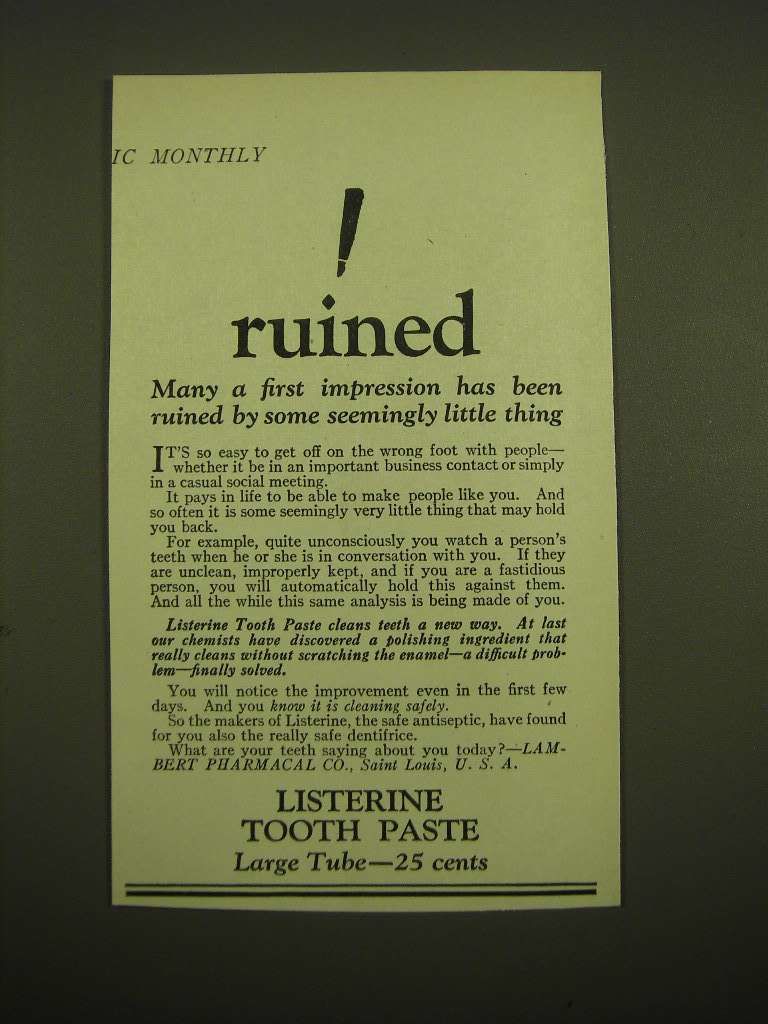 IC MONTHLY
!
ruined
Many a first impression has been
ruined by some seemingly little thing
IT'S so easy to get off on the wrong foot with people—
whether it be in an important business contact or simply
in a casual social meeting.
It pays in life to be able to make people like you. And
so often it is some seemingly very little thing that may hold
you back.
For example, quite unconsciously you watch a person's
teeth when he or she is in conversation with you. If they
are unclean, improperly kept, and if you are a fastidious
person, you will automatically hold this against them.
And all the while this same analysis is being made of you.
Listerine Tooth Paste cleans teeth a new way. At last
our chemists have discovered a polishing ingredient that
really cleans without scratching the enamel—a difficult prob-
lem—finally solved.
You will notice the improvement even in the first few
days. And you know it is cleaning safely.
So the makers of Listerine, the safe antiseptic, have found
for you also the really safe dentifrice.
What are your teeth saying about you today?—LAM-
BERT PHARMACAL CO., Saint Louis, U. S. A.
LISTERINE
TOOTH PASTE
Large Tube—25 cents